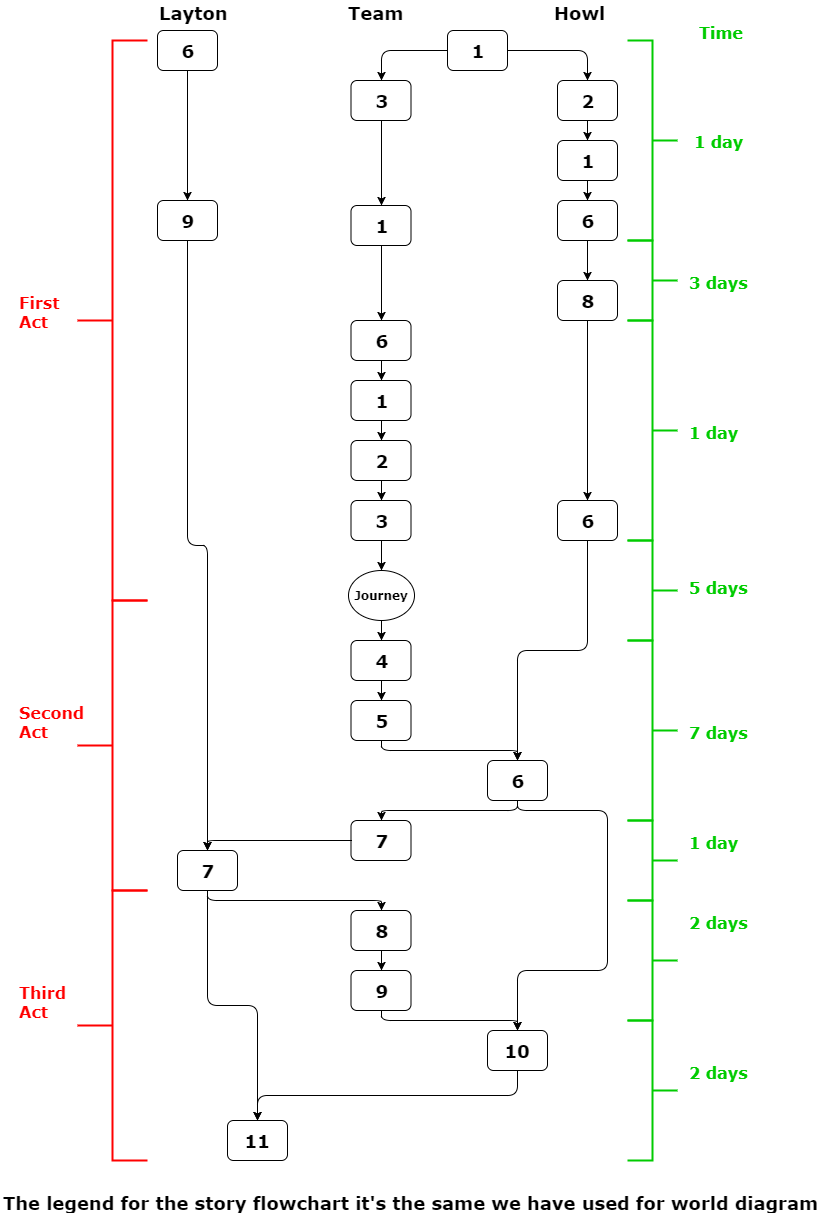 Layton Team Howl
Time
6
1
3
2
1 day
1
9
1
6
3 days
8
First
Act
6
1
1 day
2
3
6
5 days
Journey
4
Second
Act
5
7 days
6
7
1 day
7
8
2 days
9
Third
Act
10
2 days
11
The legend for the story flowchart it's the same we have used for world diagram